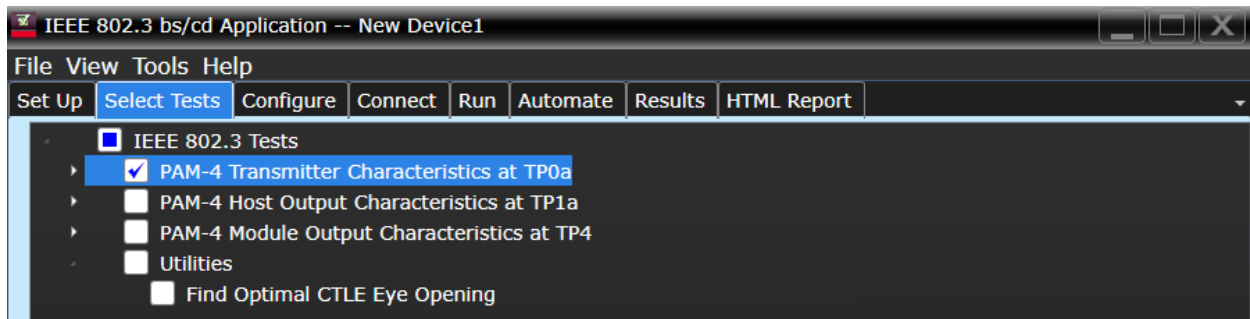 IEEE 802.3 bs/cd Application -- New Device1
File View Tools Help
Set Up Select Tests Configure Connect Run Automate Results HTML Report
IEEE 802.3 Tests
PAM-4 Transmitter Characteristics at TP0a
PAM-4 Host Output Characteristics at TP1a
PAM-4 Module Output Characteristics at TP4
Utilities
Find Optimal CTLE Eye Opening